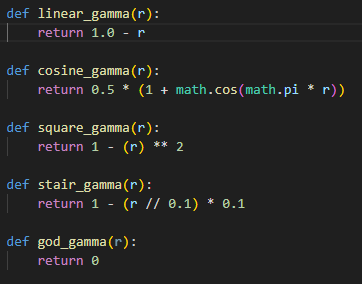 def linear_gamma(r):
    return 1.0 - r

def cosine_gamma(r):
    return 0.5 * (1 + math.cos(math.pi * r))

def square_gamma(r):
    return 1 - (r) ** 2

def stair_gamma(r):
    return 1 - (r // 0.1) * 0.1

def god_gamma(r):
    return 0